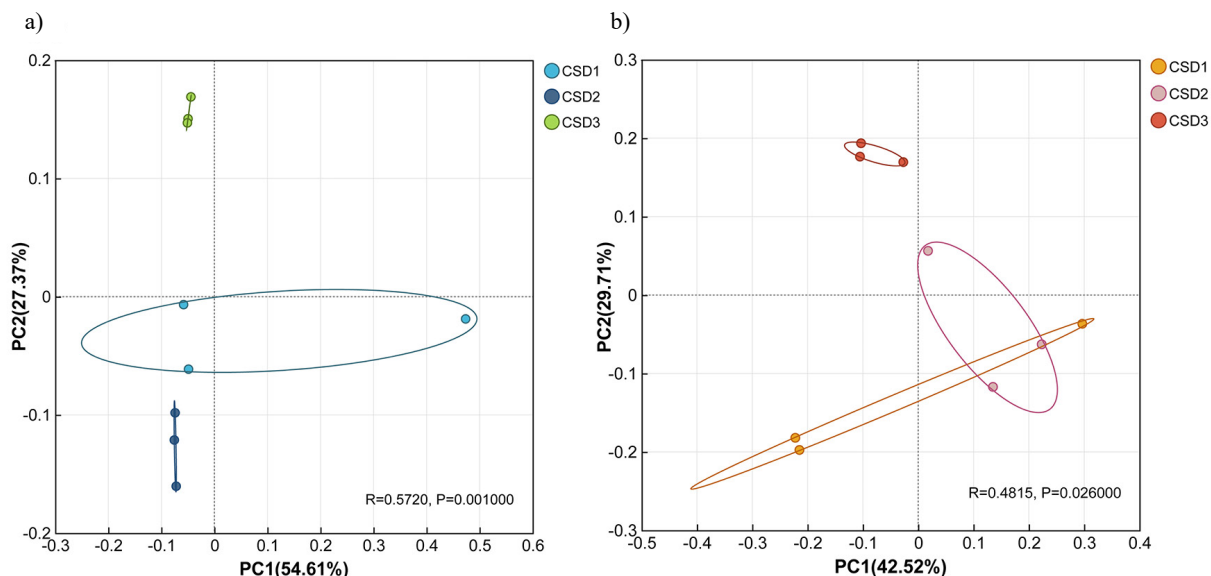 a)
0.2
0.1
0
-0.1
-0.2
-0.3
-0.2
-0.1
0
0.1
0.2
0.3
0.4
0.5
0.6
PC2(27.37%)
PC1(54.61%)
CSD1
CSD2
CSD3
R=0.5720, P=0.001000
b)
0.3
0.2
0.1
0
-0.1
-0.2
-0.3
-0.5
-0.4
-0.3
-0.2
-0.1
0
0.1
0.2
0.3
0.4
PC2(29.71%)
PC1(42.52%)
CSD1
CSD2
CSD3
R=0.4815, P=0.026000